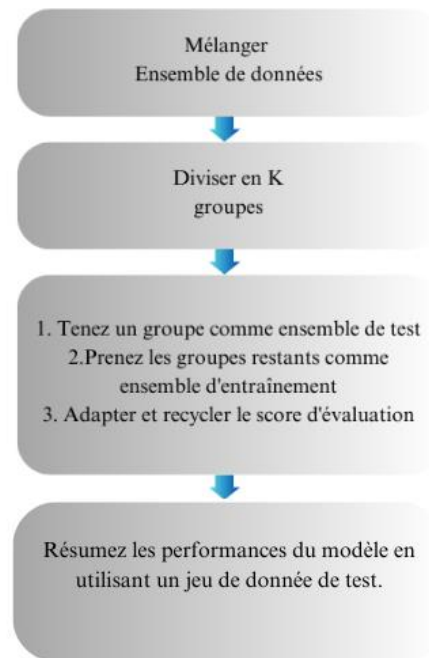 Mélanger
Ensemble de données
Diviser en K
groupes
1. Tenez un groupe comme ensemble de test
2.Prenez les groupes restants comme
ensemble d'entraînement
3. Adapter et recycler le score d'évaluation
Résumez les performances du modèle en
utilisant un jeu de donnée de test.